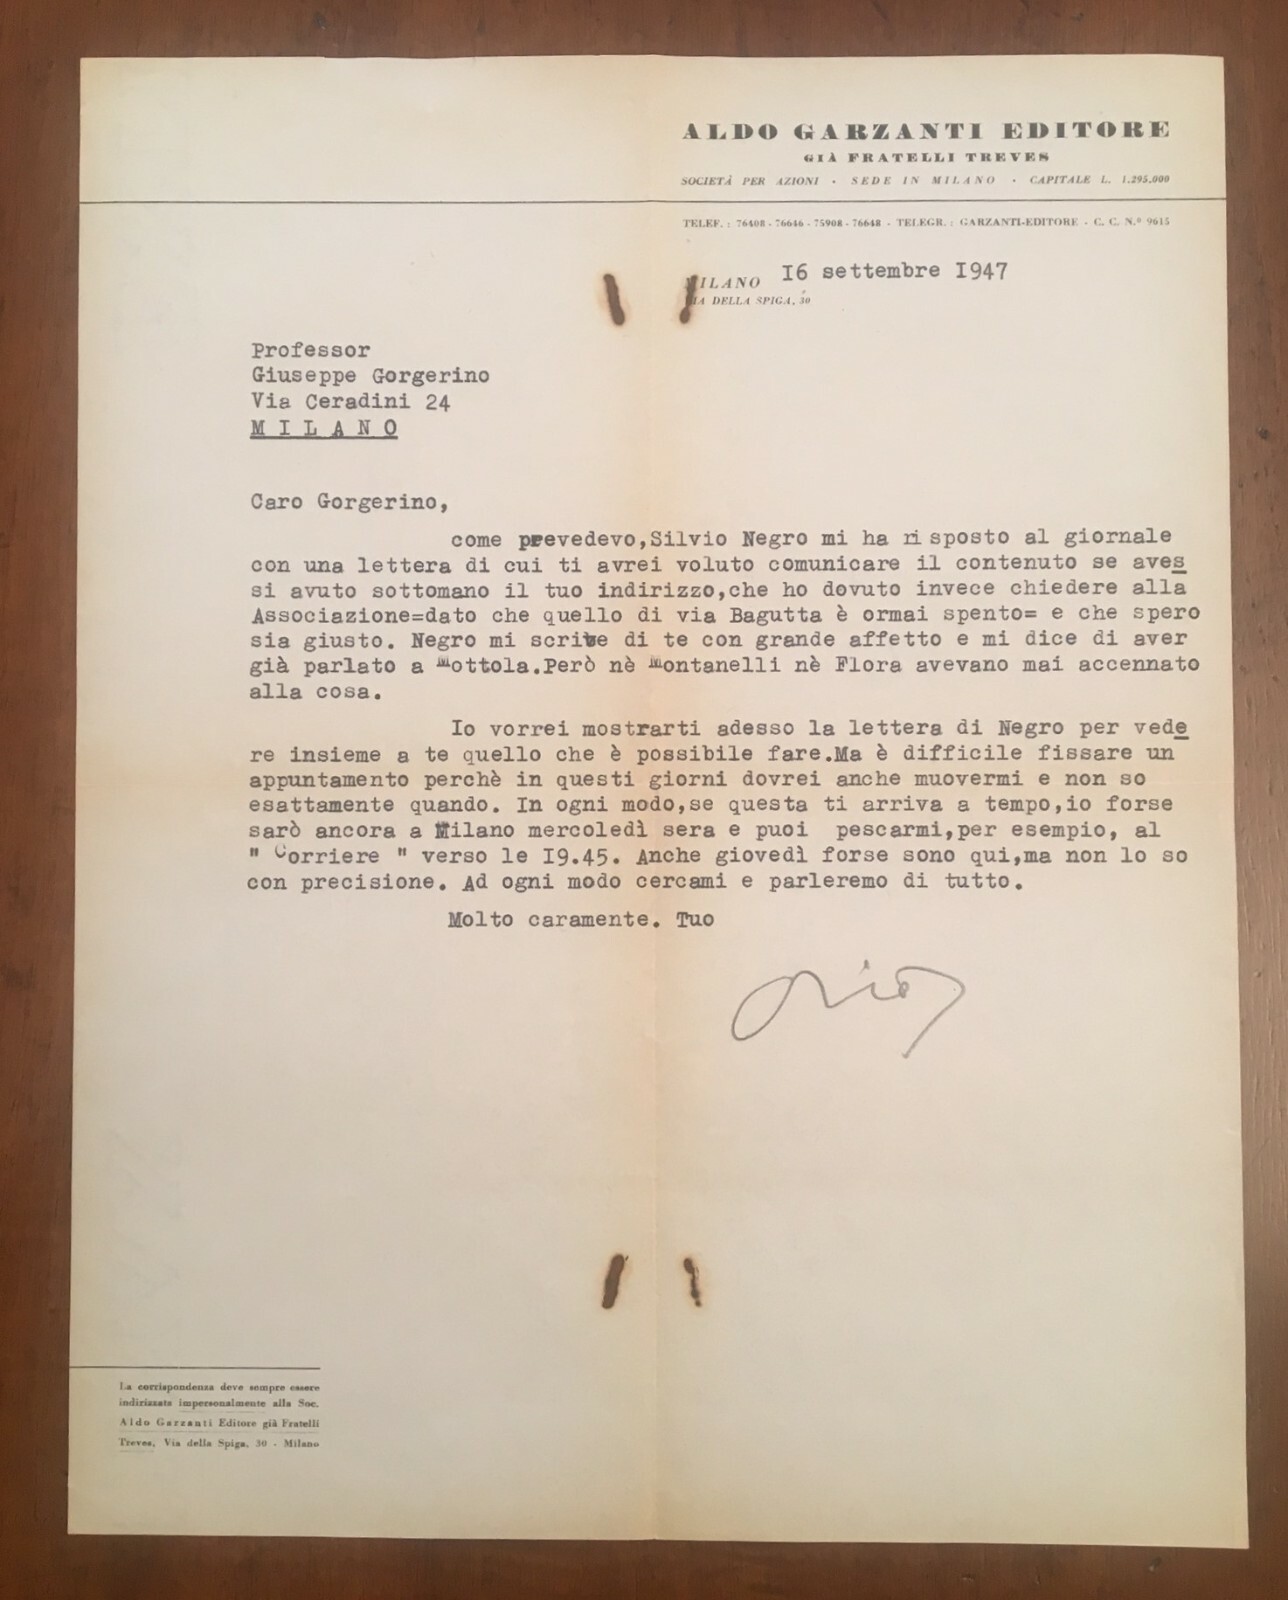 ALDO GARZANTI EDITORE
GIÀ FRATELLI TREVES
SOCIETÀ PER AZIONI • SEDE IN MILANO • CAPITALE L. 1.295.000
TELEF.: 76408 - 76646 - 75908 - 76648 - TELEGR.: GARZANTI-EDITORE - C. C. N.º 9615
MILANO 16 settembre 1947
VIA DELLA SPIGA, 30
Professor
Giuseppe Gorgerino
Via Ceradini 24
M I L A N O
Caro Gorgerino,
come prevedevo,Silvio Negro mi ha risposto al giornale
con una lettera di cui ti avrei voluto comunicare il contenuto se aves
si avuto sottomano il tuo indirizzo,che ho dovuto invece chiedere alla
Associazione=dato che quello di via Bagutta è ormai spento= e che spero
sia giusto. Negro mi scrive di te con grande affetto e mi dice di aver
già parlato a Mottola.Però nè Montanelli nè Flora avevano mai accennato
alla cosa.
Io vorrei mostrarti adesso la lettera di Negro per vede
re insieme a te quello che è possibile fare.Ma è difficile fissare un
appuntamento perchè in questi giorni dovrei anche muovermi e non so
esattamente quando. In ogni modo,se questa ti arriva a tempo,io forse
sarò ancora a Milano mercoledì sera e puoi pescarmi,per esempio, al
" Corriere " verso le 19.45. Anche giovedì forse sono qui,ma non lo so
con precisione. Ad ogni modo cercami e parleremo di tutto.
Molto caramente. Tuo
La corrispondenza deve sempre essere
indirizzata impersonalmente alla Soc.
Aldo Garzanti Editore già Fratelli
Treves, Via della Spiga, 30 - Milano